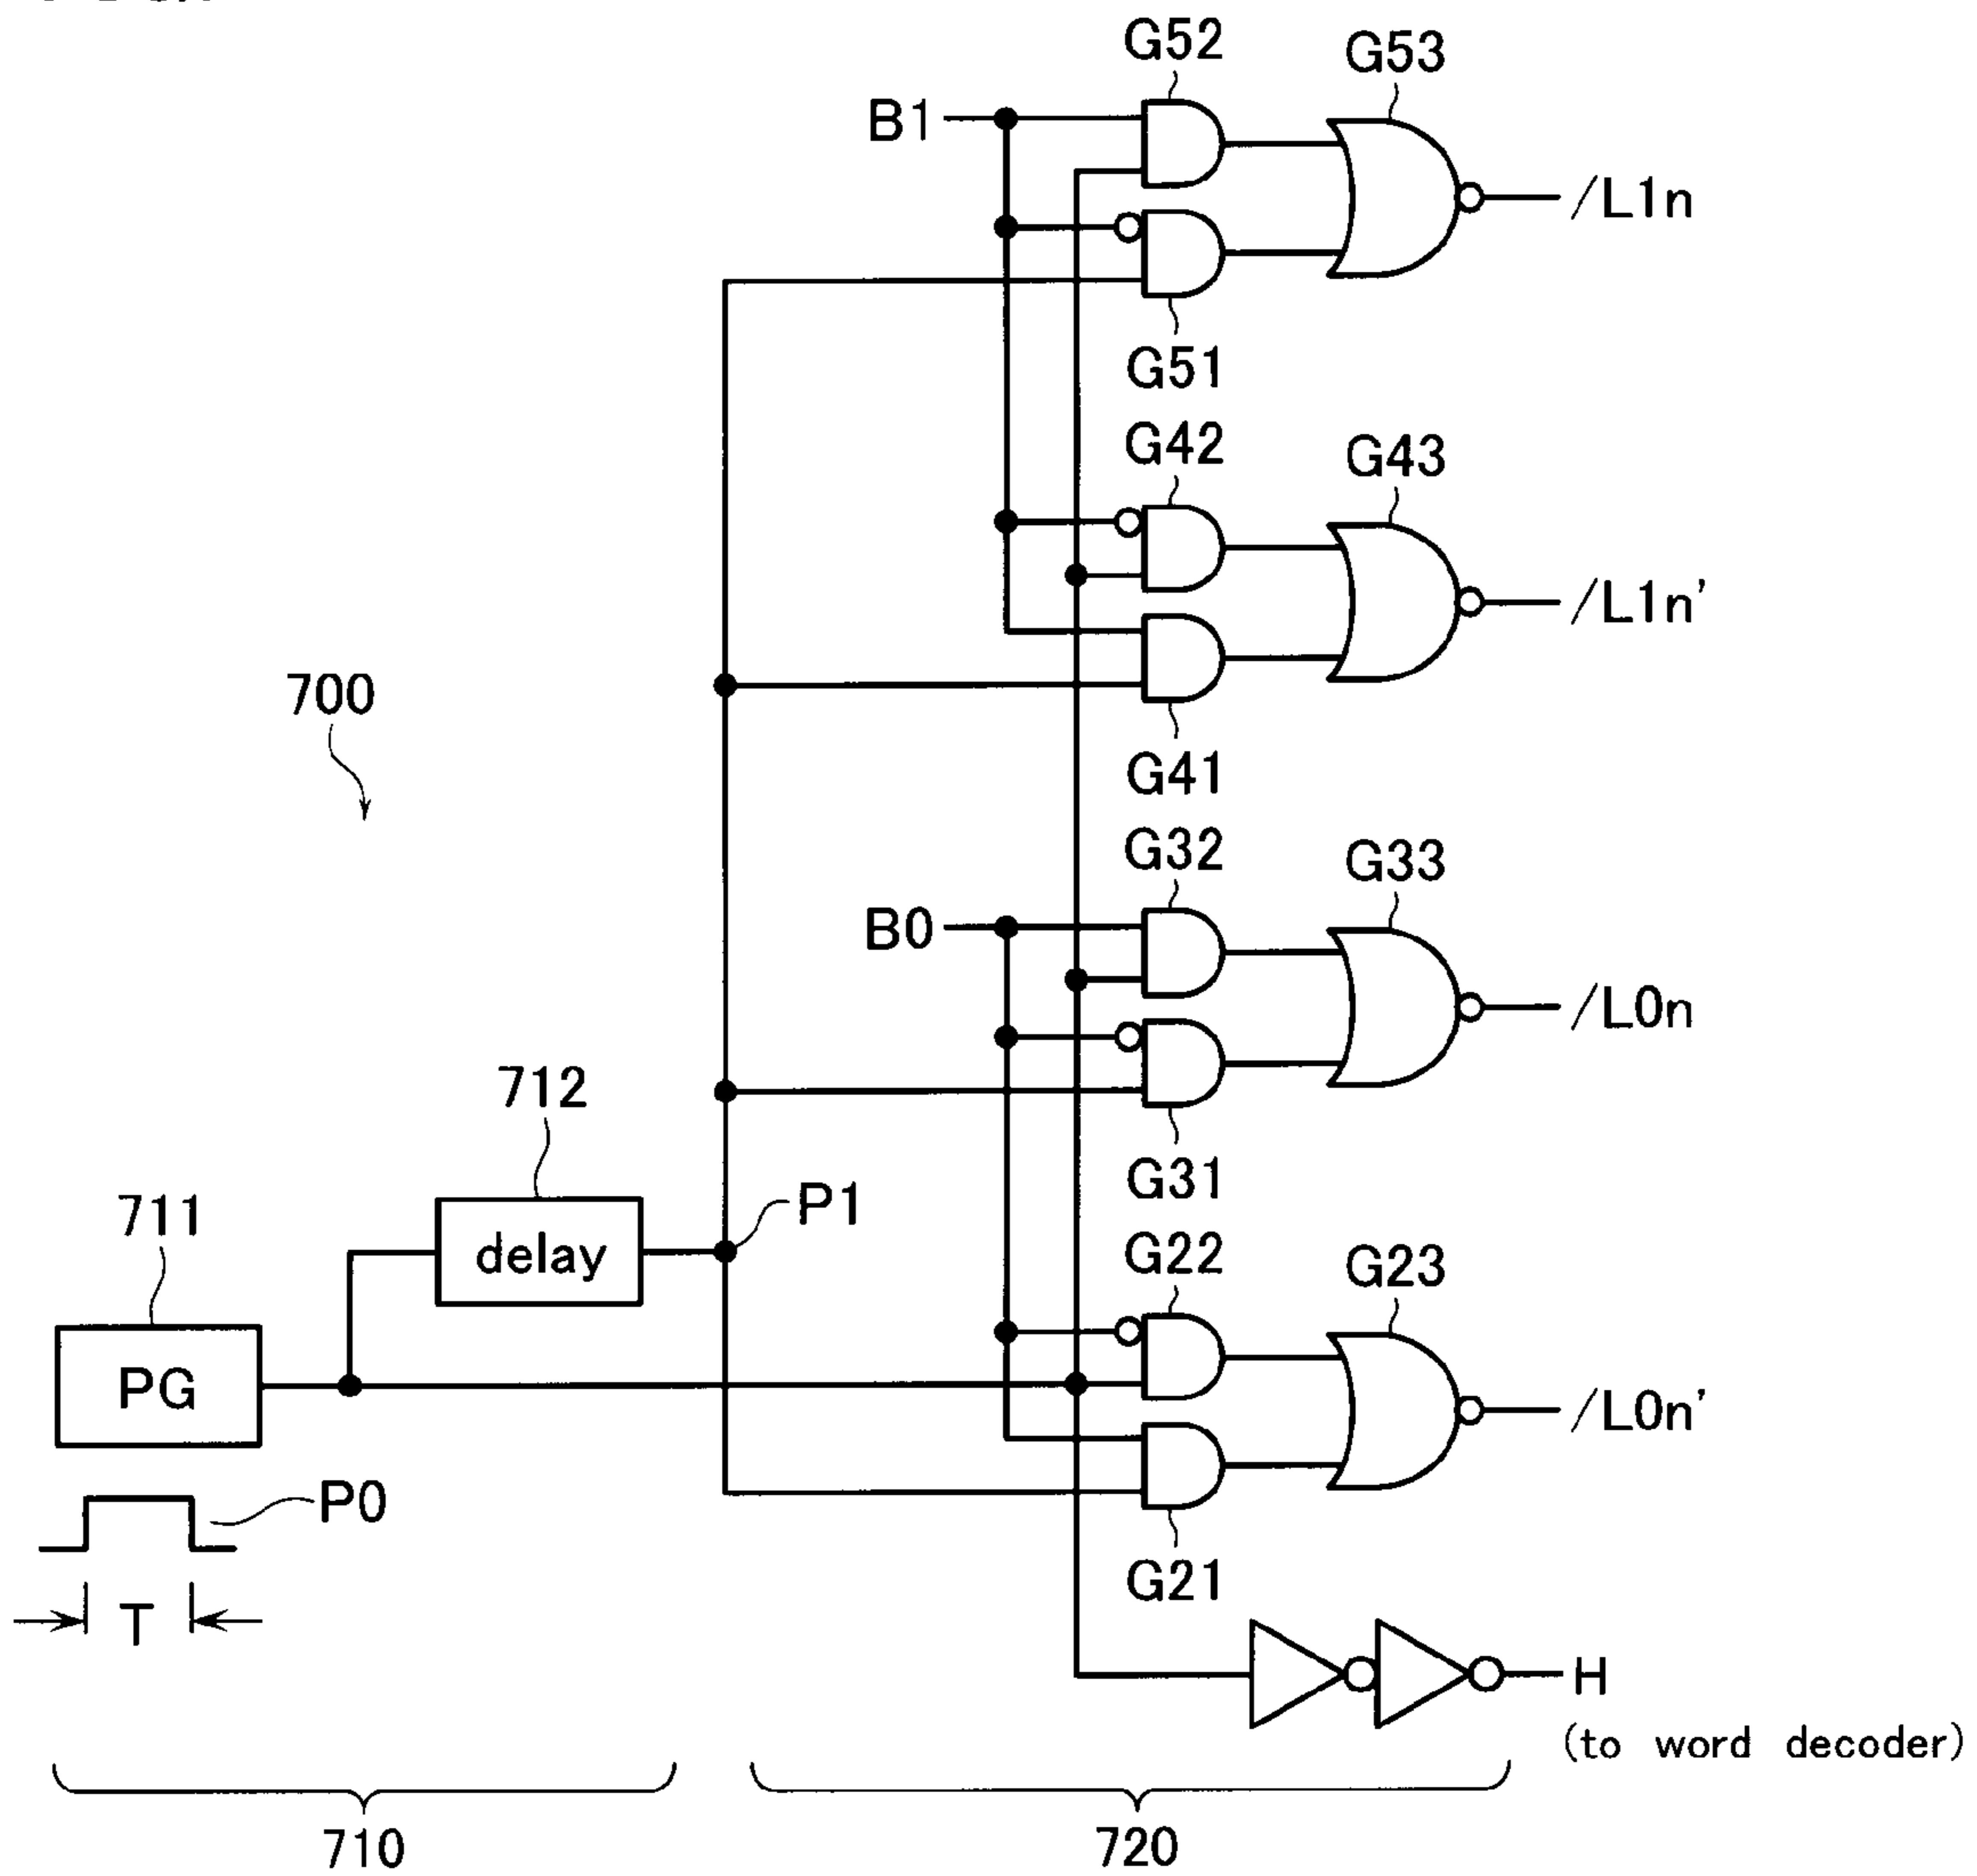 G52
G53
B1
/L1n
G51
G42
G43
/L1n'
700
G41
G32
G33
B0
/L0n
712
G31
P1
711
delay
G22
G23
PG
/L0n'
P0
G21
T
H
(to word decoder)
710
720